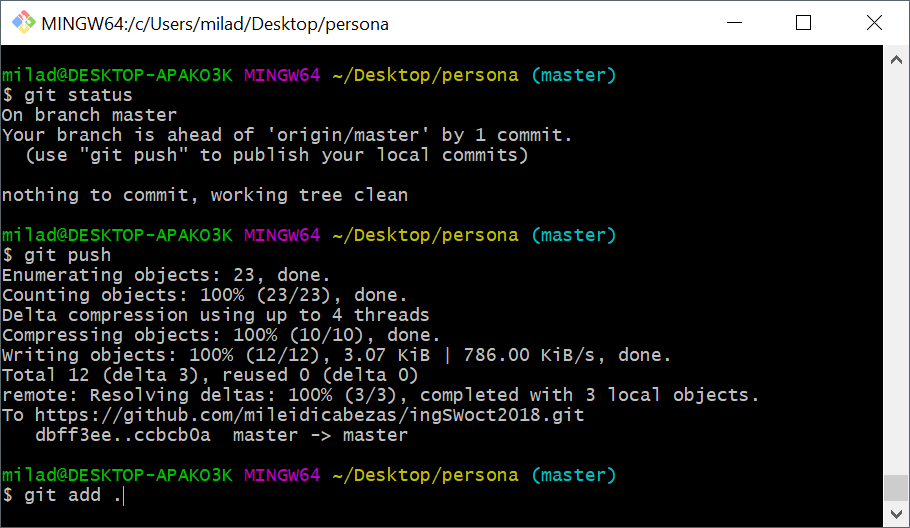 MINGW64:/c/Users/milad/Desktop/persona
milad@DESKTOP-APAKO3K MINGW64 ~/Desktop/persona (master)
$ git status
On branch master
Your branch is ahead of 'origin/master' by 1 commit.
  (use "git push" to publish your local commits)

nothing to commit, working tree clean

milad@DESKTOP-APAKO3K MINGW64 ~/Desktop/persona (master)
$ git push
Enumerating objects: 23, done.
Counting objects: 100% (23/23), done.
Delta compression using up to 4 threads
Compressing objects: 100% (10/10), done.
Writing objects: 100% (12/12), 3.07 KiB | 786.00 KiB/s, done.
Total 12 (delta 3), reused 0 (delta 0)
remote: Resolving deltas: 100% (3/3), completed with 3 local objects.
To https://github.com/mileidicabezas/ingSWoct2018.git
   dbff3ee..ccbcb0a  master -> master

milad@DESKTOP-APAKO3K MINGW64 ~/Desktop/persona (master)
$ git add .